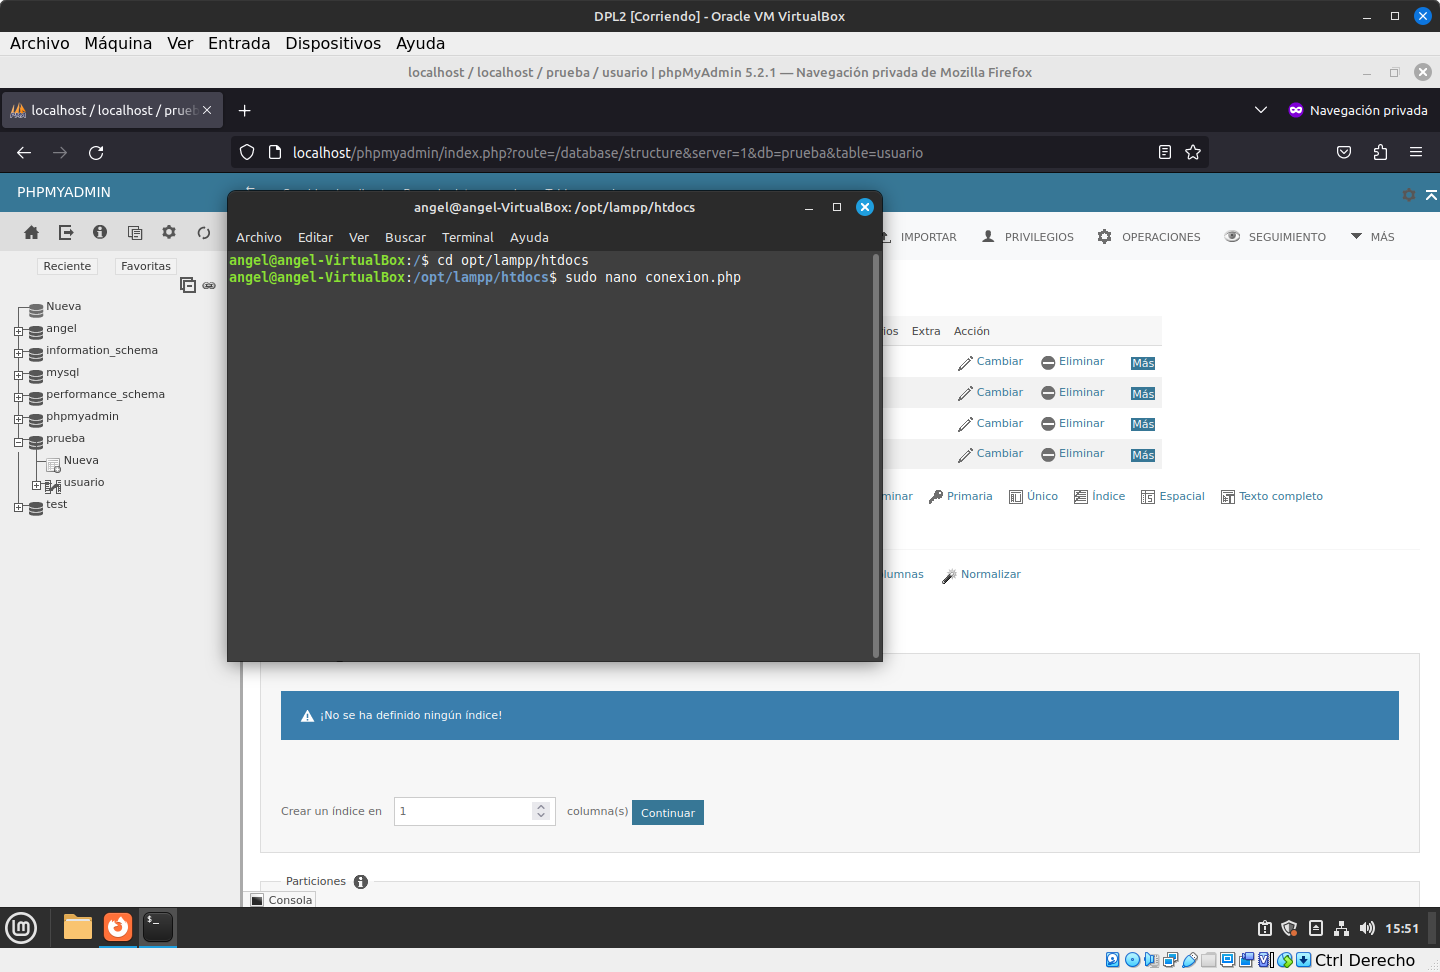 DPL2 [Corriendo] - Oracle VM VirtualBox
Archivo Máquina Ver Entrada Dispositivos Ayuda
localhost / localhost / prueba / usuario | phpMyAdmin 5.2.1 — Navegación privada de Mozilla Firefox
localhost / localhost / prueb
Navegación privada
localhost/phpmyadmin/index.php?route=/database/structure&server=1&db=prueba&table=usuario
PHPMYADMIN
angel@angel-VirtualBox: /opt/lampp/htdocs
Archivo Editar Ver Buscar Terminal Ayuda
angel@angel-VirtualBox:/$ cd opt/lampp/htdocs
angel@angel-VirtualBox:/opt/lampp/htdocs$ sudo nano conexion.php
IMPORTAR PRIVILEGIOS OPERACIONES SEGUIMIENTO MÁS
Reciente Favoritas
Nueva
angel
information_schema
mysql
performance_schema
phpmyadmin
prueba
Nueva
usuario
test
ios Extra Acción
Cambiar Eliminar Más
Cambiar Eliminar Más
Cambiar Eliminar Más
Cambiar Eliminar Más
minar Primaria Único Índice Espacial Texto completo
lumnas Normalizar
¡No se ha definido ningún índice!
Crear un índice en 1 columna(s) Continuar
Particiones
Consola
15:51
Ctrl Derecho